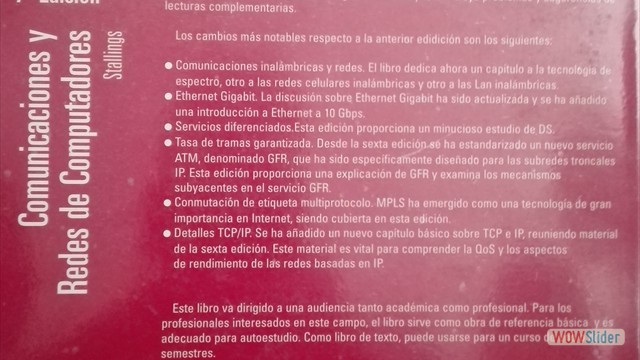 Edición
Comunicaciones y
Redes de Computadores
Stallings
lecturas complementarias.
Los cambios más notables respecto a la anterior edidición son los siguientes:
● Comunicaciones inalámbricas y redes. El libro dedica ahora un capítulo a la tecnología de
espectro, otro a las redes celulares inalámbricas y otro a las Lan inalámbricas.
● Ethernet Gigabit. La discusión sobre Ethernet Gigabit ha sido actualizada y se ha añadido
una introducción a Ethernet a 10 Gbps.
● Servicios diferenciados.Esta edición proporciona un minucioso estudio de DS.
● Tasa de tramas garantizada. Desde la sexta edición se ha estandarizado un nuevo servicio
ATM, denominado GFR, que ha sido específicamente diseñado para las subredes troncales
IP. Esta edición proporciona una explicación de GFR y examina los mecanismos
subyacentes en el servicio GFR.
● Conmutación de etiqueta multiprotocolo. MPLS ha emergido como una tecnología de gran
importancia en Internet, siendo cubierta en esta edición.
● Detalles TCP/IP. Se ha añadido un nuevo capítulo básico sobre TCP e IP, reuniendo material
de la sexta edición. Este material es vital para comprender la QoS y los aspectos
de rendimiento de las redes basadas en IP.
Este libro va dirigido a una audiencia tanto académica como profesional. Para los
profesionales interesados en este campo, el libro sirve como obra de referencia básica y es
adecuado para autoestudio. Como libro de texto, puede usarse para un curso
semestres.
WOWSlider